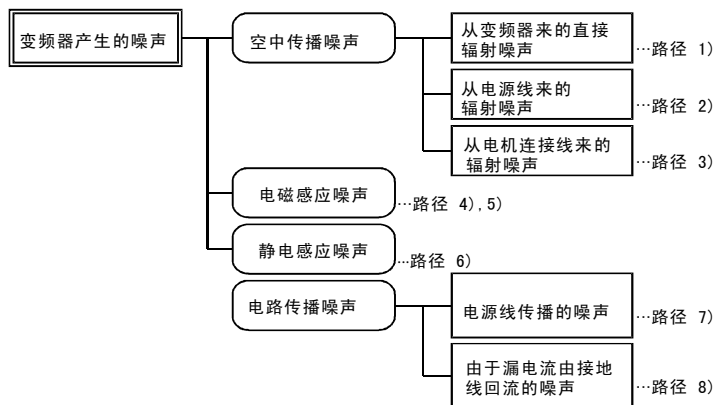 变频器产生的噪声
空中传播噪声
从变频器来的直接
辐射噪声
…路径 1)
从电源线来的
辐射噪声
…路径 2)
从电机连接线来的
辐射噪声
…路径 3)
电磁感应噪声
…路径 4),5)
静电感应噪声
…路径 6)
电路传播噪声
电源线传播的噪声
…路径 7)
由于漏电流由接地
线回流的噪声
…路径 8)